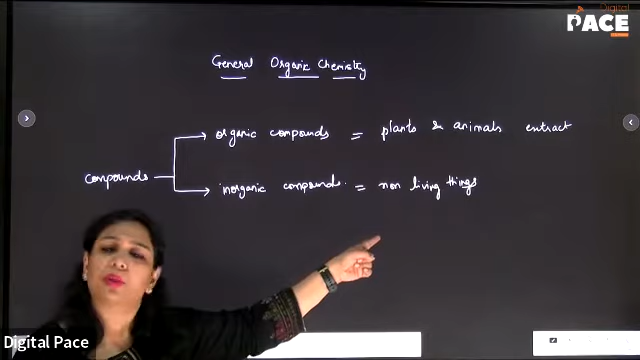 Digital
PACE
General Organic Chemistry
organic compounds = plants & animals extract
compounds
inorganic compounds = non living things
Digital Pace